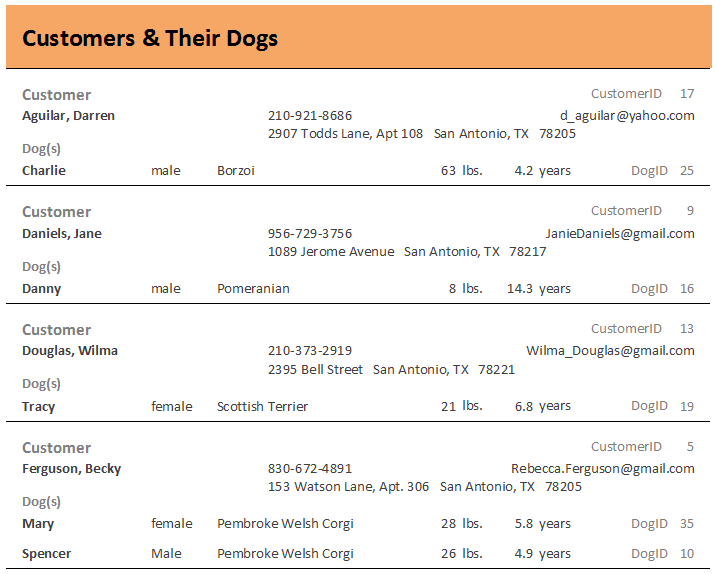 Customers & Their Dogs
Customer CustomerID 17
Aguilar, Darren 210-921-8686 d_aguilar@yahoo.com
2907 Todds Lane, Apt 108 San Antonio, TX 78205
Dog(s)
Charlie male Borzoi 63 lbs. 4.2 years DogID 25
Customer CustomerID 9
Daniels, Jane 956-729-3756 JanieDaniels@gmail.com
1089 Jerome Avenue San Antonio, TX 78217
Dog(s)
Danny male Pomeranian 8 lbs. 14.3 years DogID 16
Customer CustomerID 13
Douglas, Wilma 210-373-2919 Wilma_Douglas@gmail.com
2395 Bell Street San Antonio, TX 78221
Dog(s)
Tracy female Scottish Terrier 21 lbs. 6.8 years DogID 19
Customer CustomerID 5
Ferguson, Becky 830-672-4891 Rebecca.Ferguson@gmail.com
153 Watson Lane, Apt. 306 San Antonio, TX 78205
Dog(s)
Mary female Pembroke Welsh Corgi 28 lbs. 5.8 years DogID 35
Spencer Male Pembroke Welsh Corgi 26 lbs. 4.9 years DogID 10